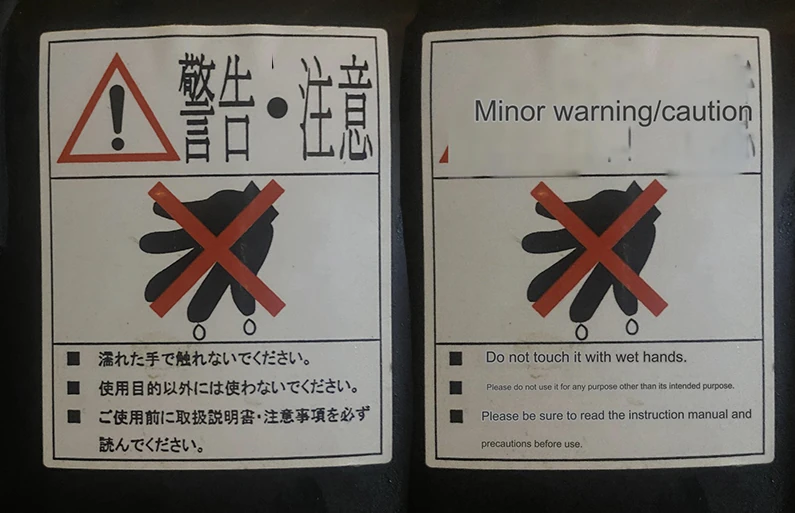 警告・注意
■ 濡れた手で触れないでください。
■ 使用目的以外には使わないでください。
■ ご使用前に取扱説明書・注意事項を必ず
読んでください。
Minor warning/caution
■ Do not touch it with wet hands.
■ Please do not use it for any purpose other than its intended purpose.
■ Please be sure to read the instruction manual and
precautions before use.